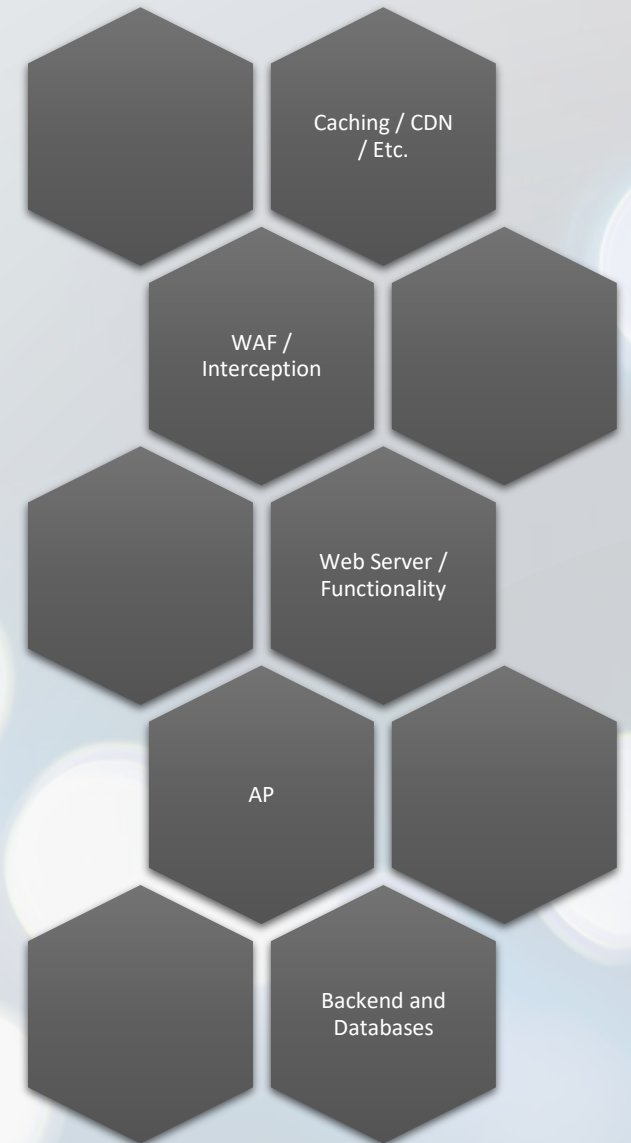 Caching / CDN
/ Etc.
WAF /
Interception
Web Server /
Functionality
AP
Backend and
Databases